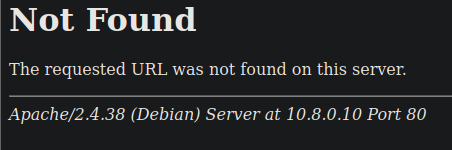 Not Found
The requested URL was not found on this server.
Apache/2.4.38 (Debian) Server at 10.8.0.10 Port 80